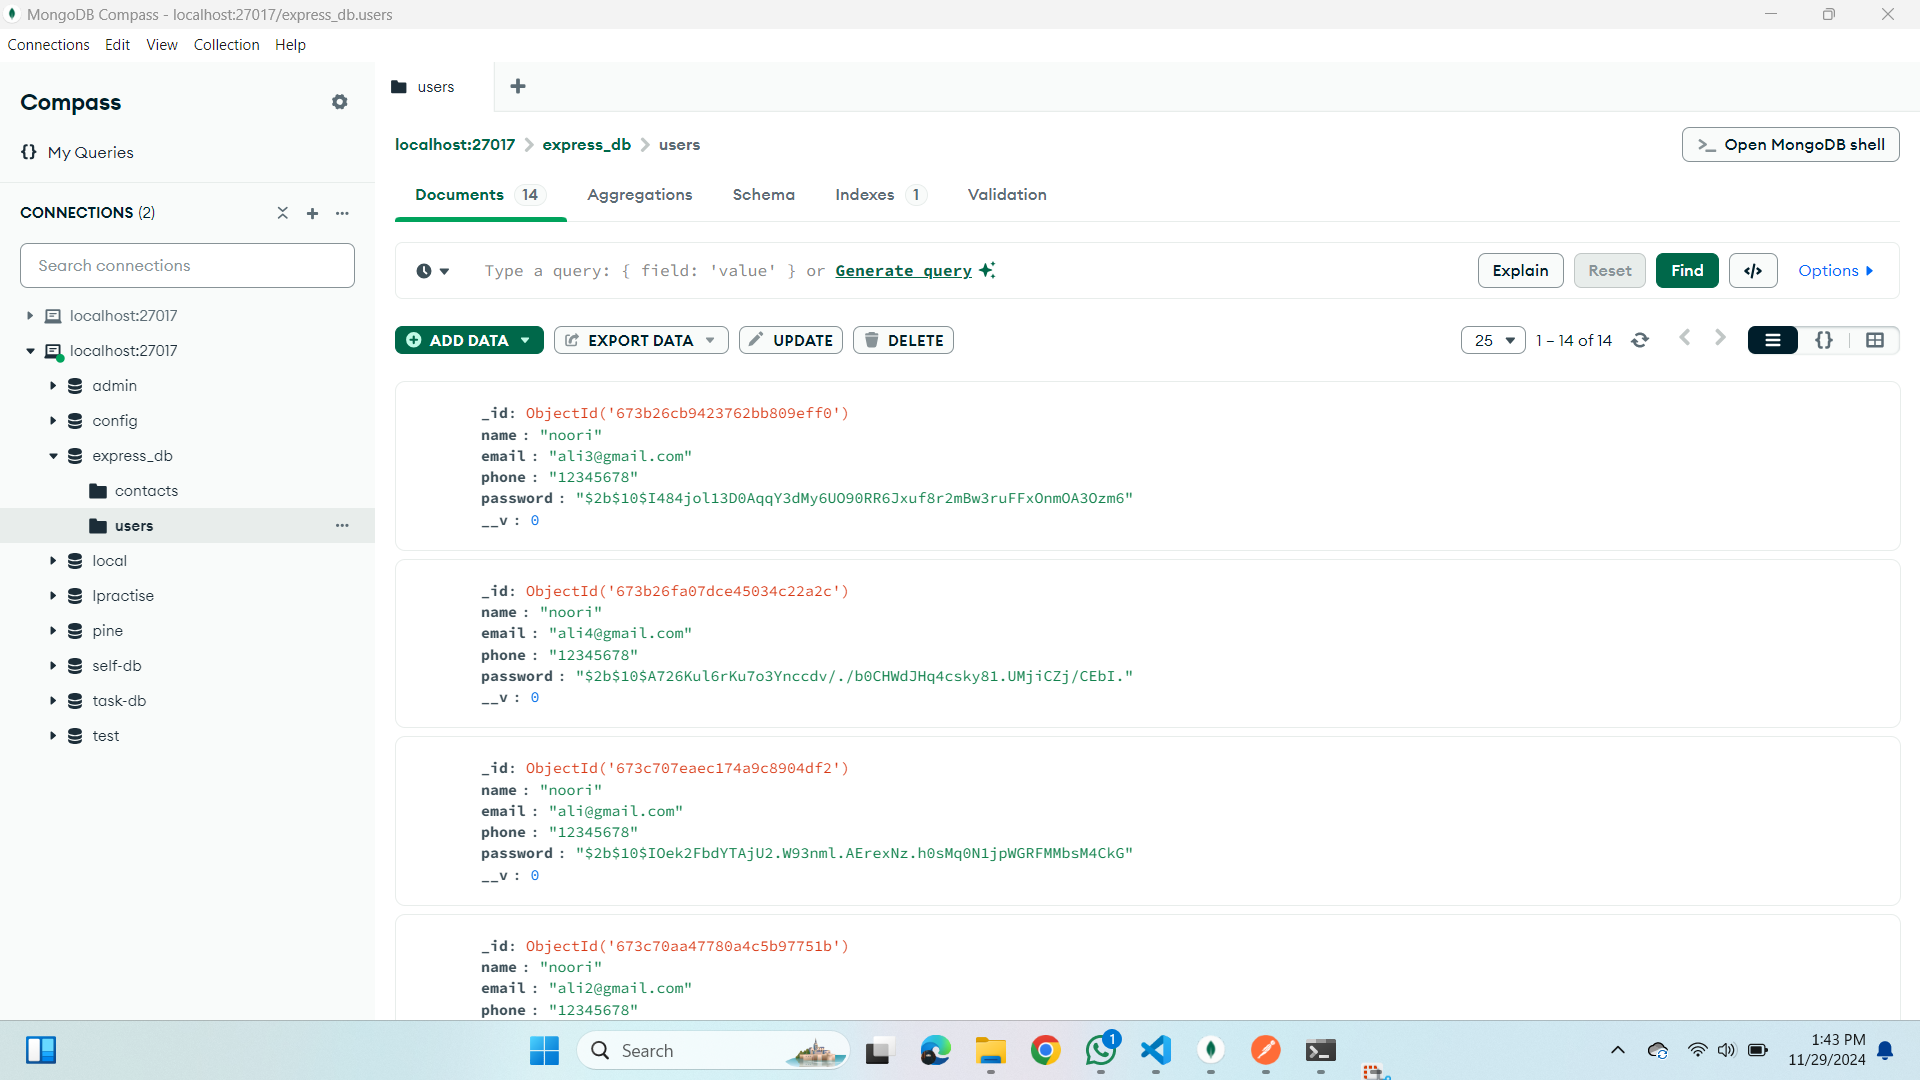 MongoDB Compass - localhost:27017/express_db.users
Connections Edit View Collection Help
Compass
users
{} My Queries
localhost:27017 express_db users
>_ Open MongoDB shell
Documents 14 Aggregations Schema Indexes 1 Validation
CONNECTIONS (2)
Search connections
Type a query: { field: 'value' } or Generate query
Explain Reset Find </> Options
localhost:27017
localhost:27017
admin
config
express_db
contacts
users
local
lpractise
pine
self-db
task-db
test
ADD DATA EXPORT DATA UPDATE DELETE
25 1 – 14 of 14 {}
_id: ObjectId('673b26cb9423762bb809eff0')
name : "noori"
email : "ali3@gmail.com"
phone : "12345678"
password : "$2b$10$I484jol13D0AqqY3dMy6UO90RR6Jxuf8r2mBw3ruFFxOnmOA3Ozm6"
__v : 0
_id: ObjectId('673b26fa07dce45034c22a2c')
name : "noori"
email : "ali4@gmail.com"
phone : "12345678"
password : "$2b$10$A726Kul6rKu7o3Ynccdv/./b0CHWdJHq4csky81.UMjiCZj/CEbI."
__v : 0
_id: ObjectId('673c707eaec174a9c8904df2')
name : "noori"
email : "ali@gmail.com"
phone : "12345678"
password : "$2b$10$IOek2FbdYTAjU2.W93nml.AErexNz.h0sMq0N1jpWGRFMMbsM4CkG"
__v : 0
_id: ObjectId('673c70aa47780a4c5b97751b')
name : "noori"
email : "ali2@gmail.com"
phone : "12345678"
Search
1
1:43 PM
11/29/2024